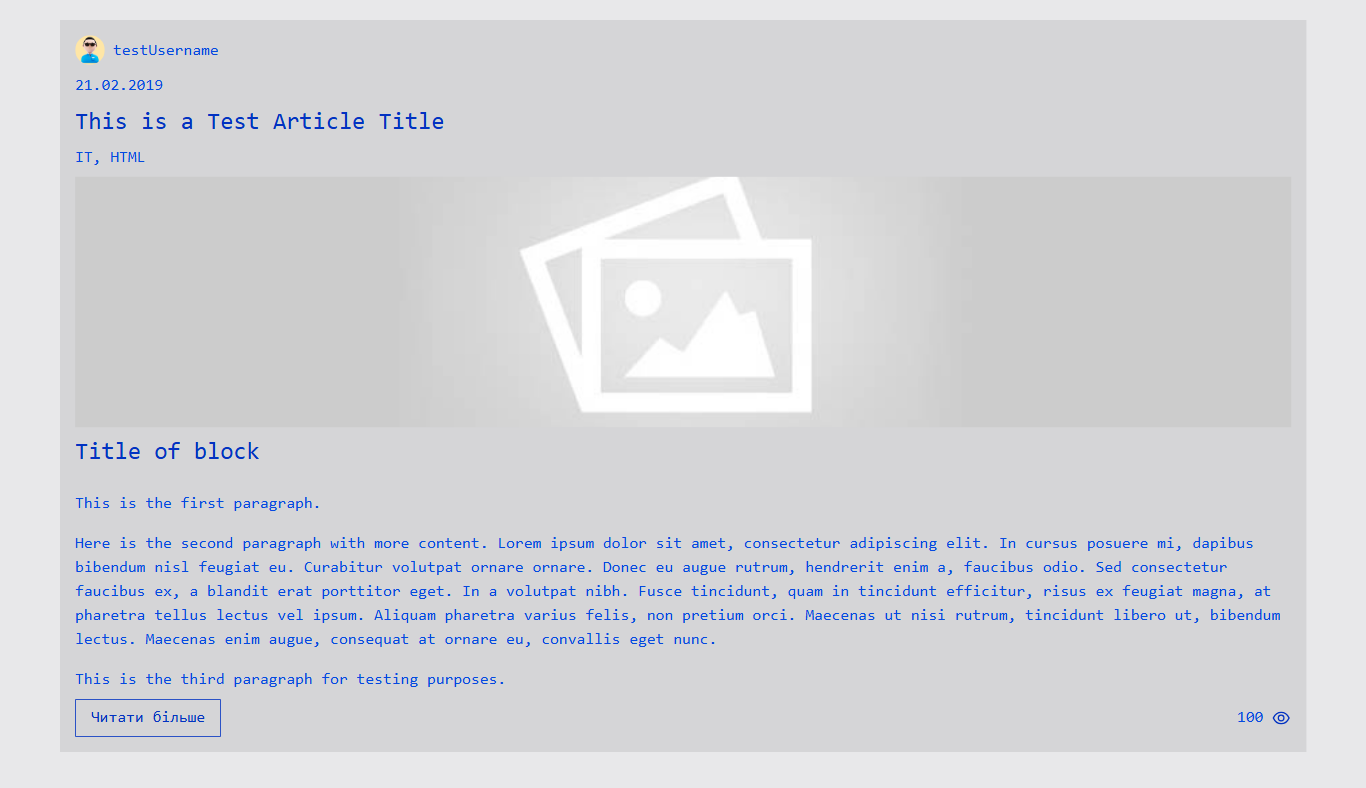 testUsername
21.02.2019
This is a Test Article Title
IT, HTML
Title of block
This is the first paragraph.
Here is the second paragraph with more content. Lorem ipsum dolor sit amet, consectetur adipiscing elit. In cursus posuere mi, dapibus
bibendum nisl feugiat eu. Curabitur volutpat ornare ornare. Donec eu augue rutrum, hendrerit enim a, faucibus odio. Sed consectetur
faucibus ex, a blandit erat porttitor eget. In a volutpat nibh. Fusce tincidunt, quam in tincidunt efficitur, risus ex feugiat magna, at
pharetra tellus lectus vel ipsum. Aliquam pharetra varius felis, non pretium orci. Maecenas ut nisi rutrum, tincidunt libero ut, bibendum
lectus. Maecenas enim augue, consequat at ornare eu, convallis eget nunc.
This is the third paragraph for testing purposes.
Читати більше
100